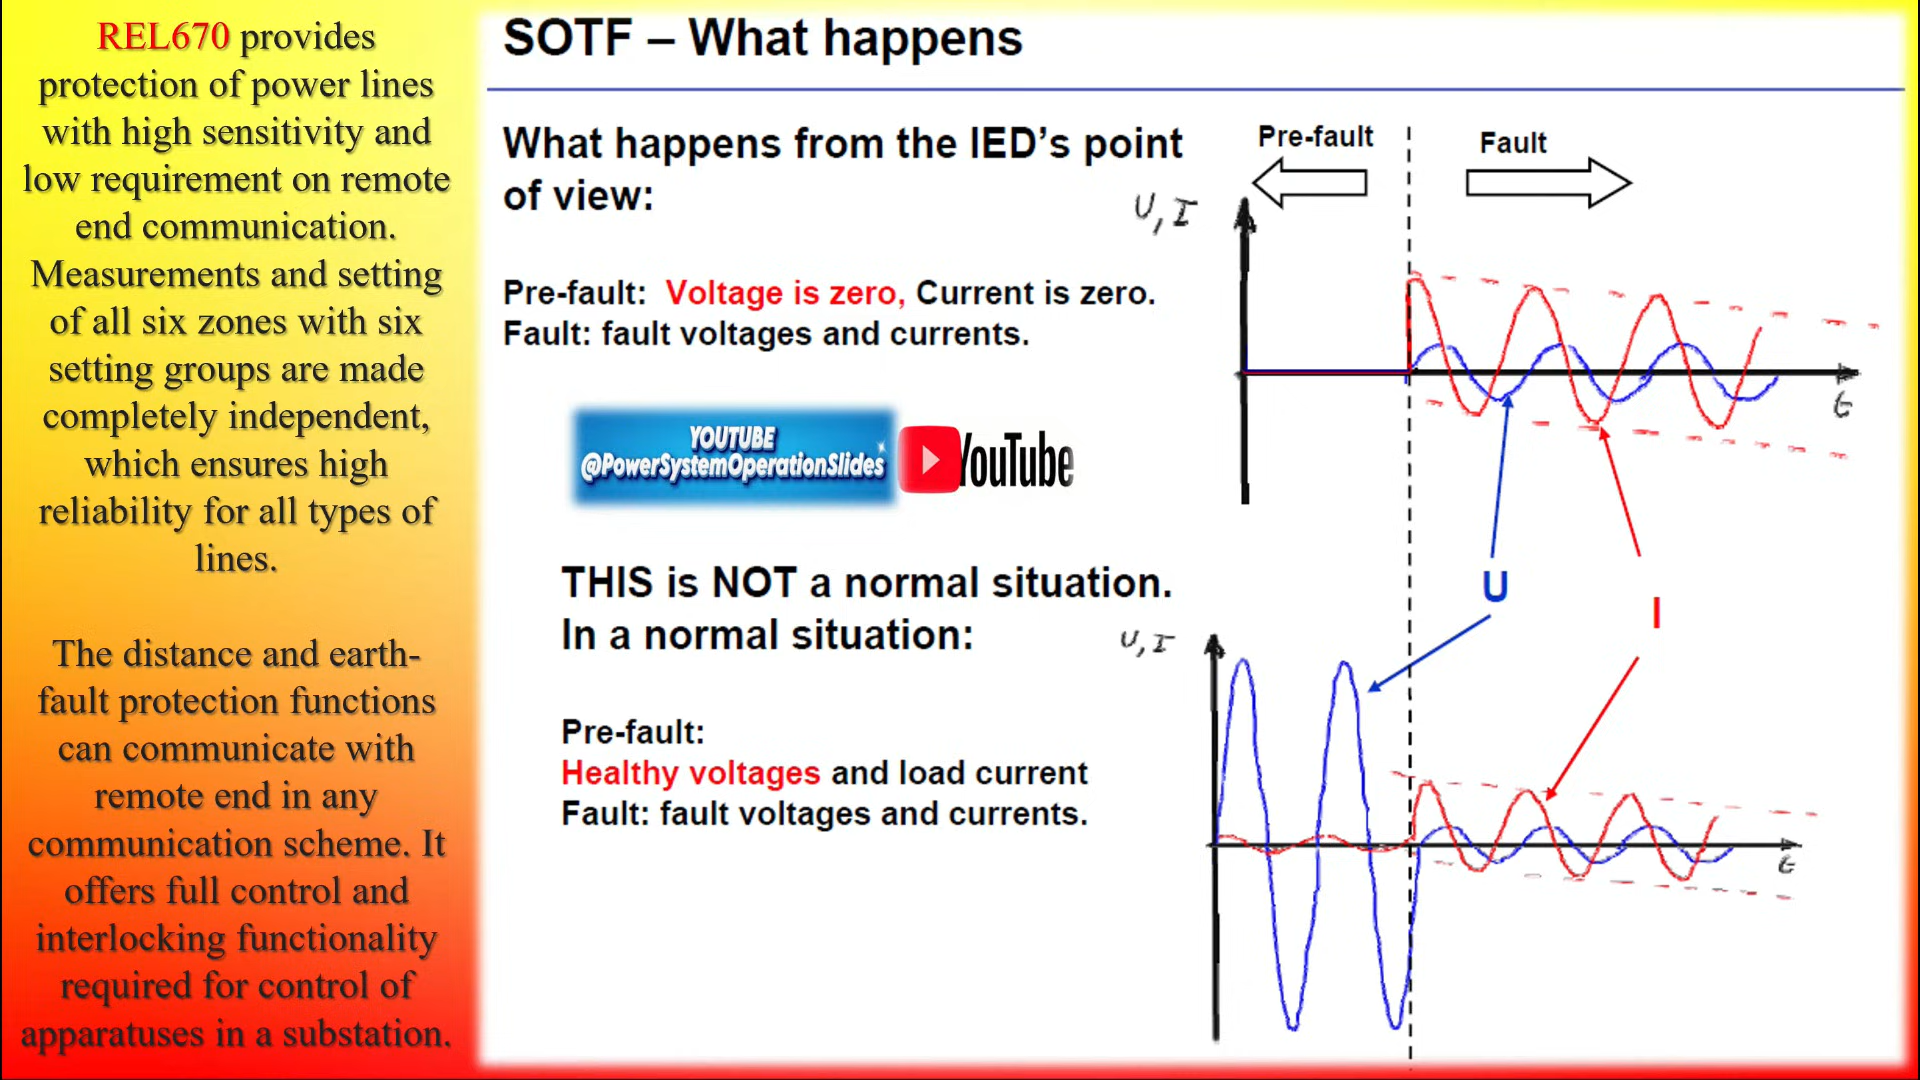 REL670 provides
protection of power lines
with high sensitivity and
low requirement on remote
end communication.
Measurements and setting
of all six zones with six
setting groups are made
completely independent,
which ensures high
reliability for all types of
lines.
The distance and earth-
fault protection functions
can communicate with
remote end in any
communication scheme. It
offers full control and
interlocking functionality
required for control of
apparatuses in a substation.
SOTF – What happens
What happens from the IED's point
of view:
Pre-fault: Voltage is zero, Current is zero.
Fault: fault voltages and currents.
YOUTUBE
@PowerSystemOperationSlides
YouTube
THIS is NOT a normal situation.
In a normal situation:
Pre-fault:
Healthy voltages and load current
Fault: fault voltages and currents.
Pre-fault
Fault
U, I
t
U
I
U, I
t